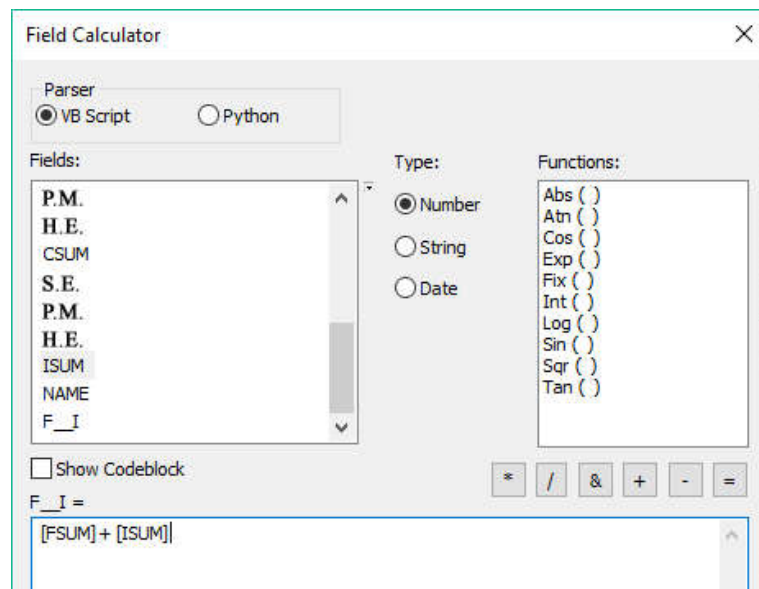 Field Calculator
Parser
VB Script Python
Fields:
P.M.
H.E.
CSUM
S.E.
P.M.
H.E.
ISUM
NAME
F__I
Type:
Number
String
Date
Functions:
Abs ( )
Atn ( )
Cos ( )
Exp ( )
Fix ( )
Int ( )
Log ( )
Sin ( )
Sqr ( )
Tan ( )
Show Codeblock
* / & + - =
F__I =
[FSUM] + [ISUM]